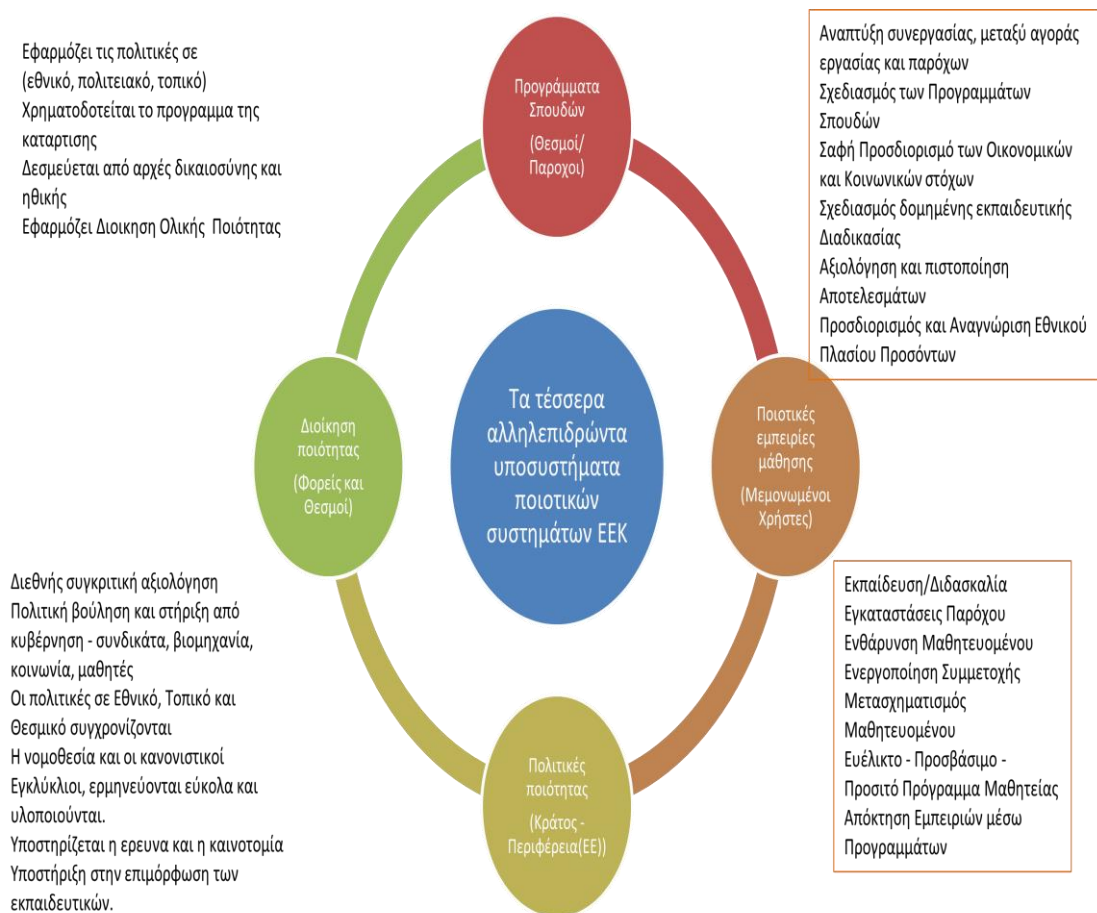 Εφαρμόζει τις πολιτικές σε
(εθνικό, πολιτειακό, τοπικό)
Χρηματοδοτείται το προγραμμα της
καταρτισης
Δεσμεύεται από αρχές δικαιοσύνης και
ηθικής
Εφαρμόζει Διοικηση Ολικής Ποιότητας
Προγράμματα
Σπουδών
(Θεσμοί/
Παροχοι)
Αναπτύξη συνεργασίας, μεταξύ αγοράς
εργασίας και παρόχων
Σχεδιασμός των Προγραμμάτων
Σπουδών
Σαφή Προσδιορισμό των Οικονομικών
και Κοινωνικών στόχων
Σχεδιασμός δομημένης εκπαιδευτικής
Διαδικασίας
Αξιολόγηση και πιστοποίηση
Αποτελεσμάτων
Προσδιορισμός και Αναγνώριση Εθνικού
Πλασίου Προσόντων
Διοίκηση
ποιότητας
(Φορείς και
Θεσμοί)
Τα τέσσερα
αλληλεπιδρώντα
υποσυστήματα
ποιοτικών
συστημάτων ΕΕΚ
Ποιοτικές
εμπειρίες
μάθησης
(Μεμονωμένοι
Χρήστες)
Διεθνής συγκριτική αξιολόγηση
Πολιτική βούληση και στήριξη από
κυβέρνηση - συνδικάτα, βιομηχανία,
κοινωνία, μαθητές
Οι πολιτικές σε Εθνικό, Τοπικό και
Θεσμικό συγχρονίζονται
Η νομοθεσία και οι κανονιστικοί
Εγκλύκλιοι, ερμηνεύονται εύκολα και
υλοποιούνται.
Υποστηρίζεται η ερευνα και η καινοτομία
Υποστήριξη στην επιμόρφωση των
εκπαιδευτικών.
Πολιτικές
ποιότητας
(Κράτος -
Περιφέρεια(ΕΕ))
Εκπαίδευση/Διδασκαλία
Εγκαταστάσεις Παρόχου
Ενθάρυνση Μαθητευομένου
Ενεργοποίηση Συμμετοχής
Μετασχηματισμός
Μαθητευομένου
Ευέλικτο - Προσβάσιμο -
Προσιτό Πρόγραμμα Μαθητείας
Απόκτηση Εμπειριών μέσω
Προγραμμάτων